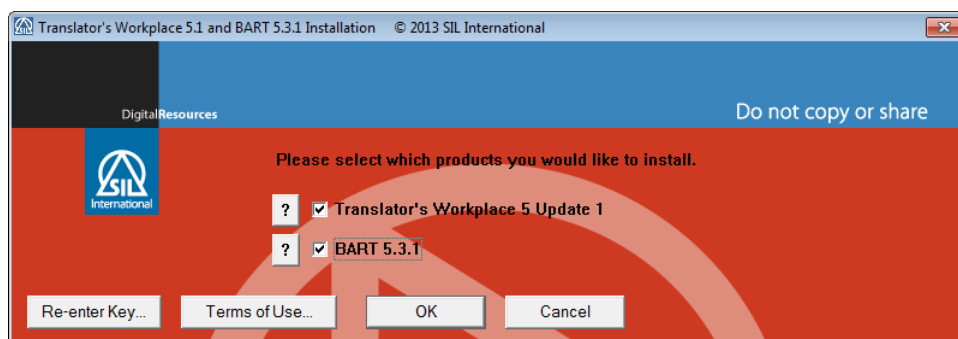 Translator's Workplace 5.1 and BART 5.3.1 Installation © 2013 SIL International
DigitalResources
Do not copy or share
SIL
International
Please select which products you would like to install.
? Translator's Workplace 5 Update 1
? BART 5.3.1
Re-enter Key... Terms of Use... OK Cancel